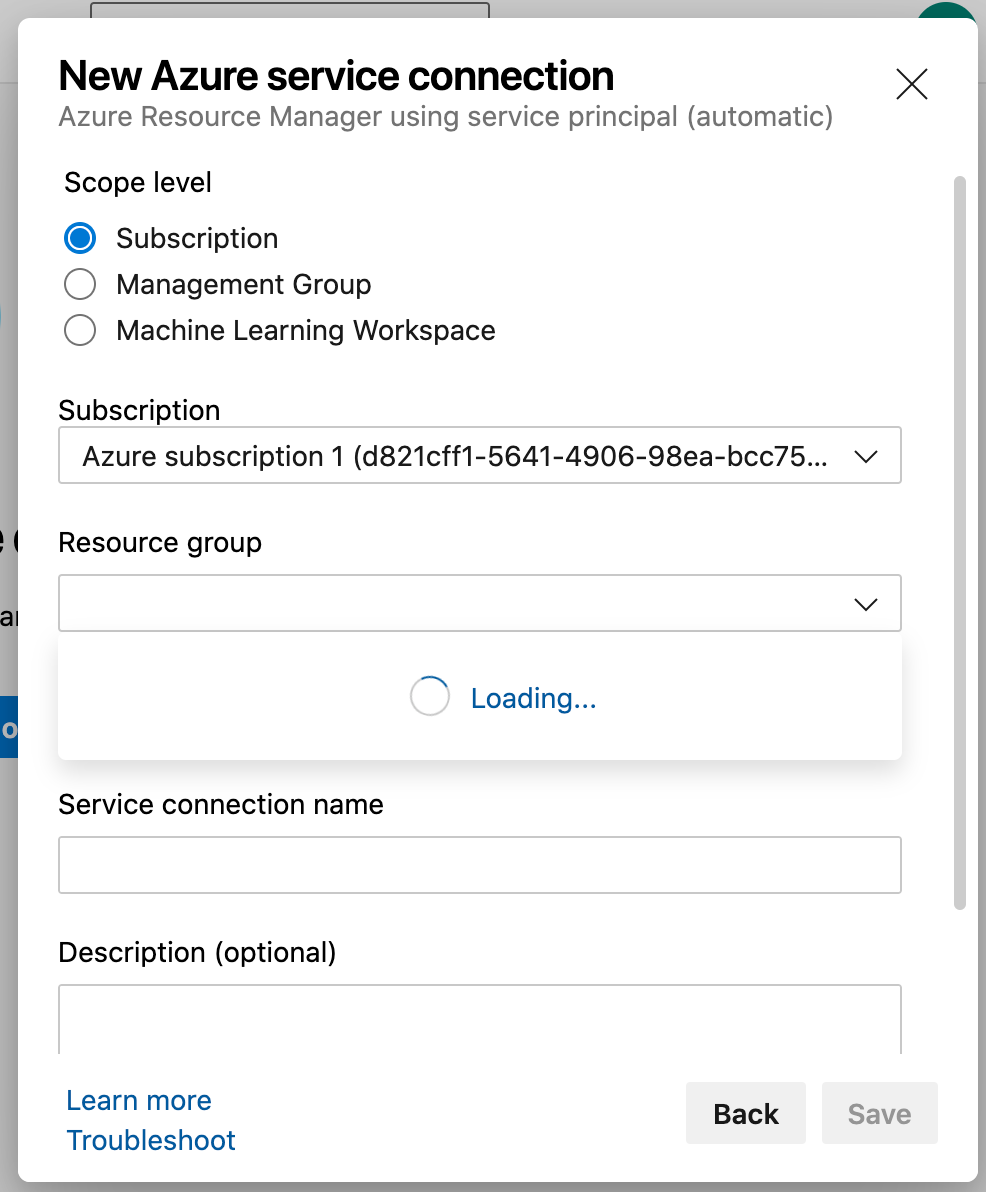 New Azure service connection
Azure Resource Manager using service principal (automatic)
Scope level
Subscription
Management Group
Machine Learning Workspace
Subscription
Azure subscription 1 (d821cff1-5641-4906-98ea-bcc75...
Resource group
Loading...
Service connection name
Description (optional)
Learn more
Troubleshoot
Back
Save